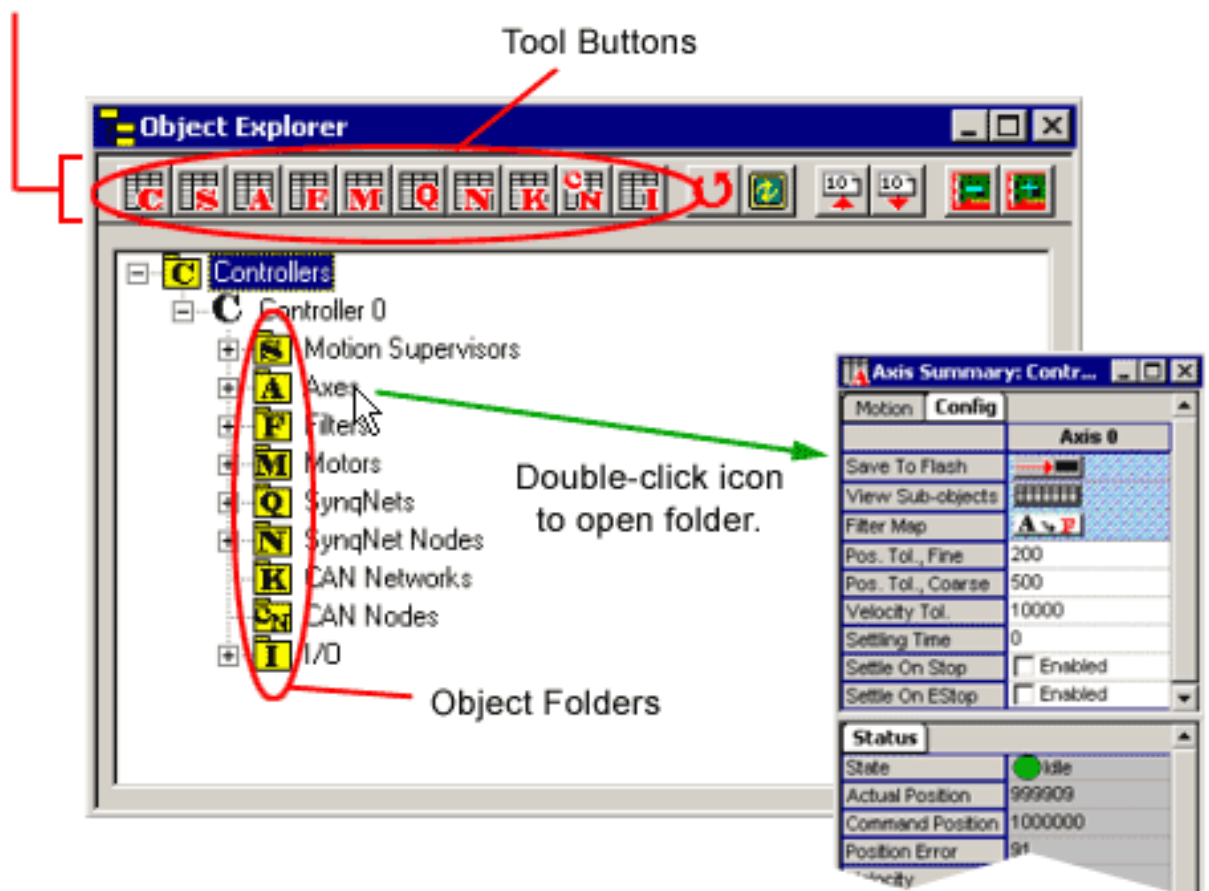 Tool Buttons
Object Explorer
C S A F M Q N K CN I 10 10
C Controllers
C Controller 0
S Motion Supervisors
A Axes
F Filters
M Motors
Q SynqNets
N SynqNet Nodes
K CAN Networks
CN CAN Nodes
I I/O
Double-click icon
to open folder.
Object Folders
Axis Summary: Contr...
Motion Config
Axis 0
Save To Flash
View Sub-objects
Filter Map A F
Pos. Tol., Fine 200
Pos. Tol., Coarse 500
Velocity Tol. 10000
Settling Time 0
Settle On Stop Enabled
Settle On EStop Enabled
Status
State Idle
Actual Position 999909
Command Position 1000000
Position Error 91